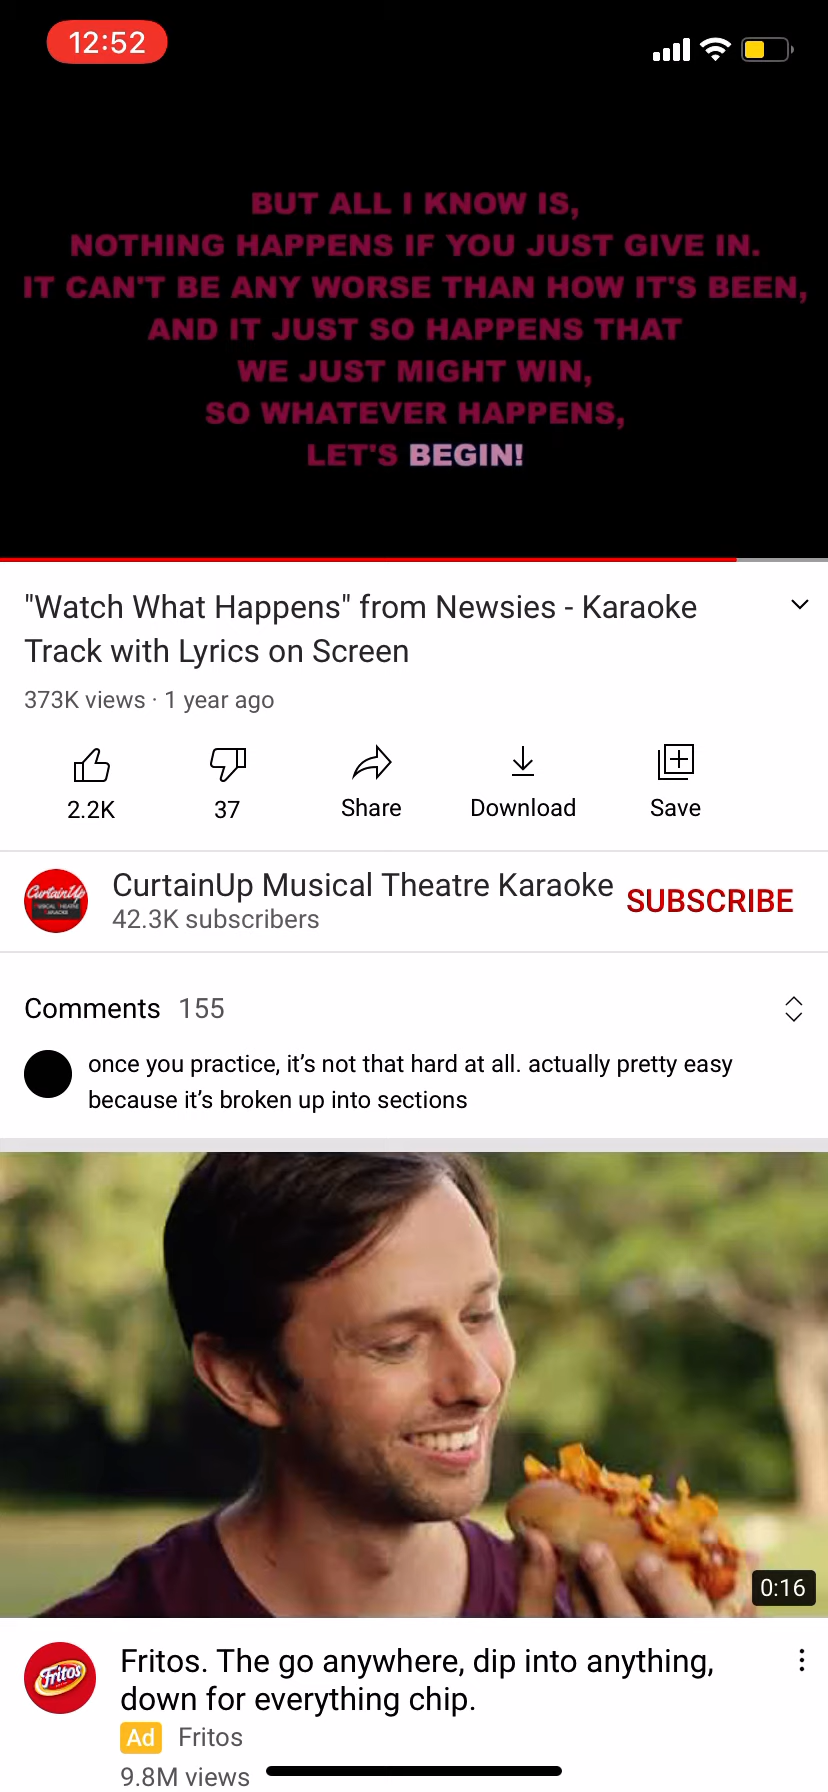 12:52
BUT ALL I KNOW IS,
NOTHING HAPPENS IF YOU JUST GIVE IN.
IT CAN'T BE ANY WORSE THAN HOW IT'S BEEN,
AND IT JUST SO HAPPENS THAT
WE JUST MIGHT WIN,
SO WHATEVER HAPPENS,
LET'S BEGIN!
"Watch What Happens" from Newsies - Karaoke
Track with Lyrics on Screen
373K views · 1 year ago
2.2K 37 Share Download Save
CurtainUp
MUSICAL THEATRE
KARAOKE
CurtainUp Musical Theatre Karaoke SUBSCRIBE
42.3K subscribers
Comments 155
once you practice, it’s not that hard at all. actually pretty easy
because it’s broken up into sections
0:16
Fritos
Fritos. The go anywhere, dip into anything,
down for everything chip.
Ad Fritos
9.8M views